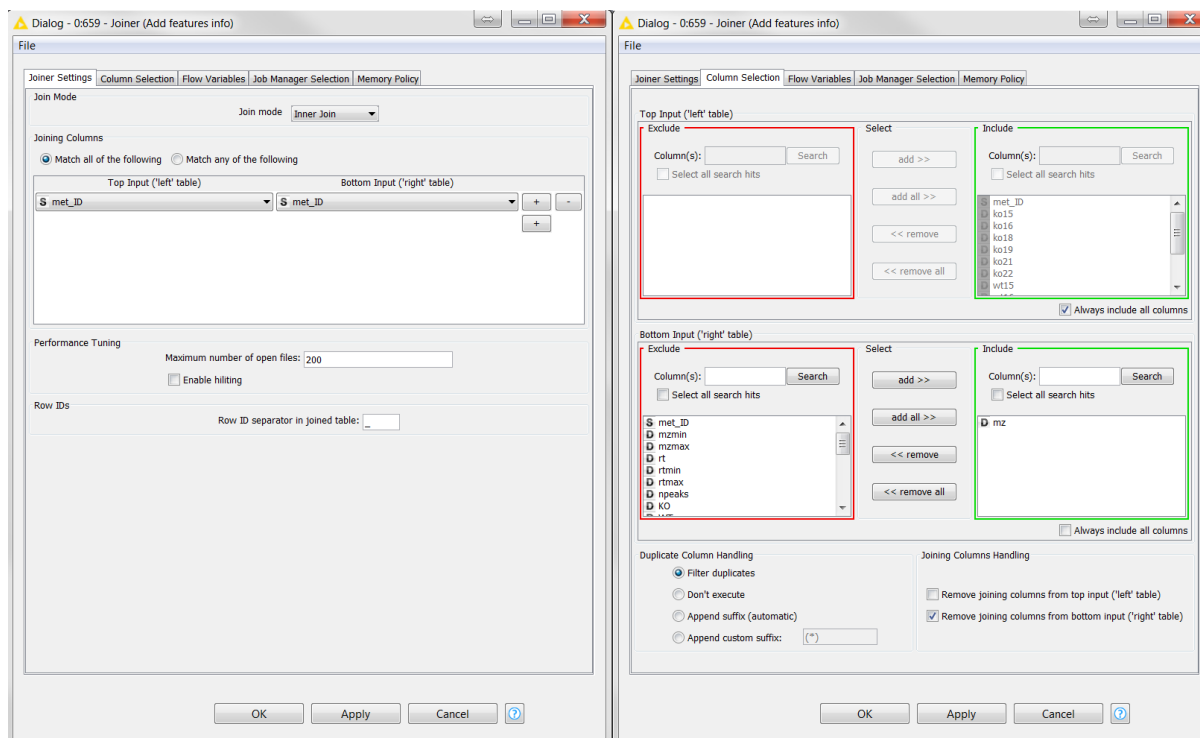 Dialog - 0:659 - Joiner (Add features info)
File
Joiner Settings Column Selection Flow Variables Job Manager Selection Memory Policy
Join Mode
Join mode Inner Join
Joining Columns
Match all of the following Match any of the following
Top Input ('left' table) Bottom Input ('right' table)
S met_ID S met_ID + -
+
Performance Tuning
Maximum number of open files: 200
Enable hiliting
Row IDs
Row ID separator in joined table: _
OK Apply Cancel ?
Dialog - 0:659 - Joiner (Add features info)
File
Joiner Settings Column Selection Flow Variables Job Manager Selection Memory Policy
Top Input ('left' table)
Exclude Select Include
Column(s): Search add >> Column(s): Search
Select all search hits Select all search hits
add all >>
<< remove
<< remove all
S met_ID
D ko15
D ko16
D ko18
D ko19
D ko21
D ko22
D wt15
Always include all columns
Bottom Input ('right' table)
Exclude Select Include
Column(s): Search add >> Column(s): Search
Select all search hits Select all search hits
add all >>
<< remove
<< remove all
S met_ID
D mzmin
D mzmax
D rt
D rtmin
D rtmax
D npeaks
D KO
D mz
Always include all columns
Duplicate Column Handling
Filter duplicates
Don't execute
Append suffix (automatic)
Append custom suffix: (*)
Joining Columns Handling
Remove joining columns from top input ('left' table)
Remove joining columns from bottom input ('right' table)
OK Apply Cancel ?